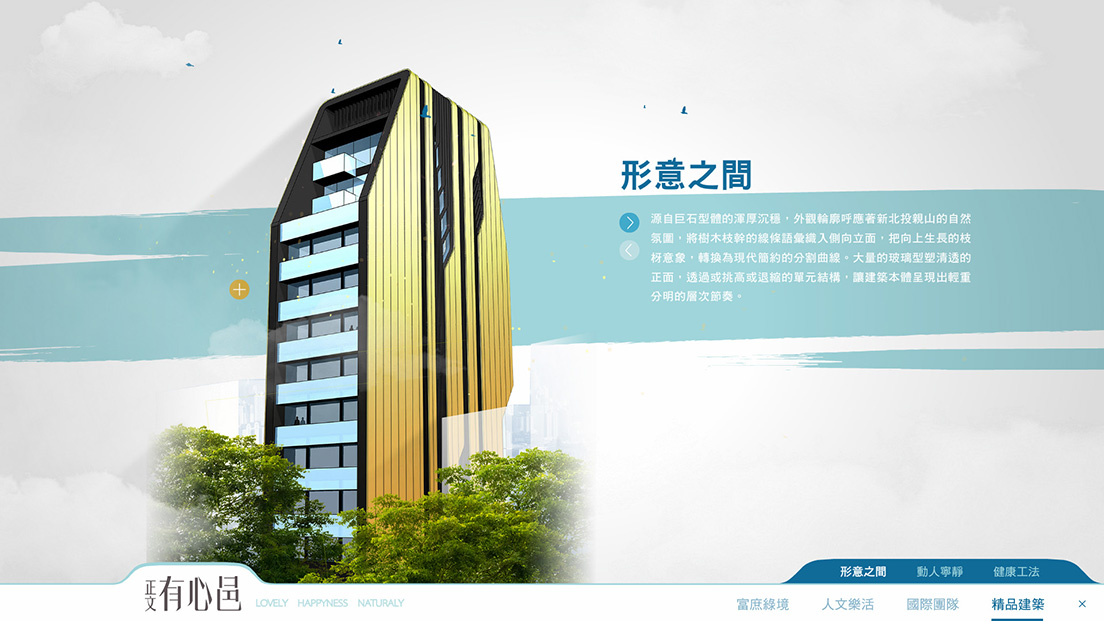 形意之間
源自巨石型體的渾厚沉穩，外觀輪廓呼應著新北投親山的自然
氛圍，將樹木枝幹的線條語彙織入側向立面，把向上生長的枝
枒意象，轉換為現代簡約的分割曲線。大量的玻璃型塑清透的
正面，透過或挑高或退縮的單元結構，讓建築本體呈現出輕重
分明的層次節奏。
形意之間 動人寧靜 健康工法
正文 有心邑 LOVELY HAPPYNESS NATURALY
富庶綠境 人文樂活 國際團隊 精品建築 ×